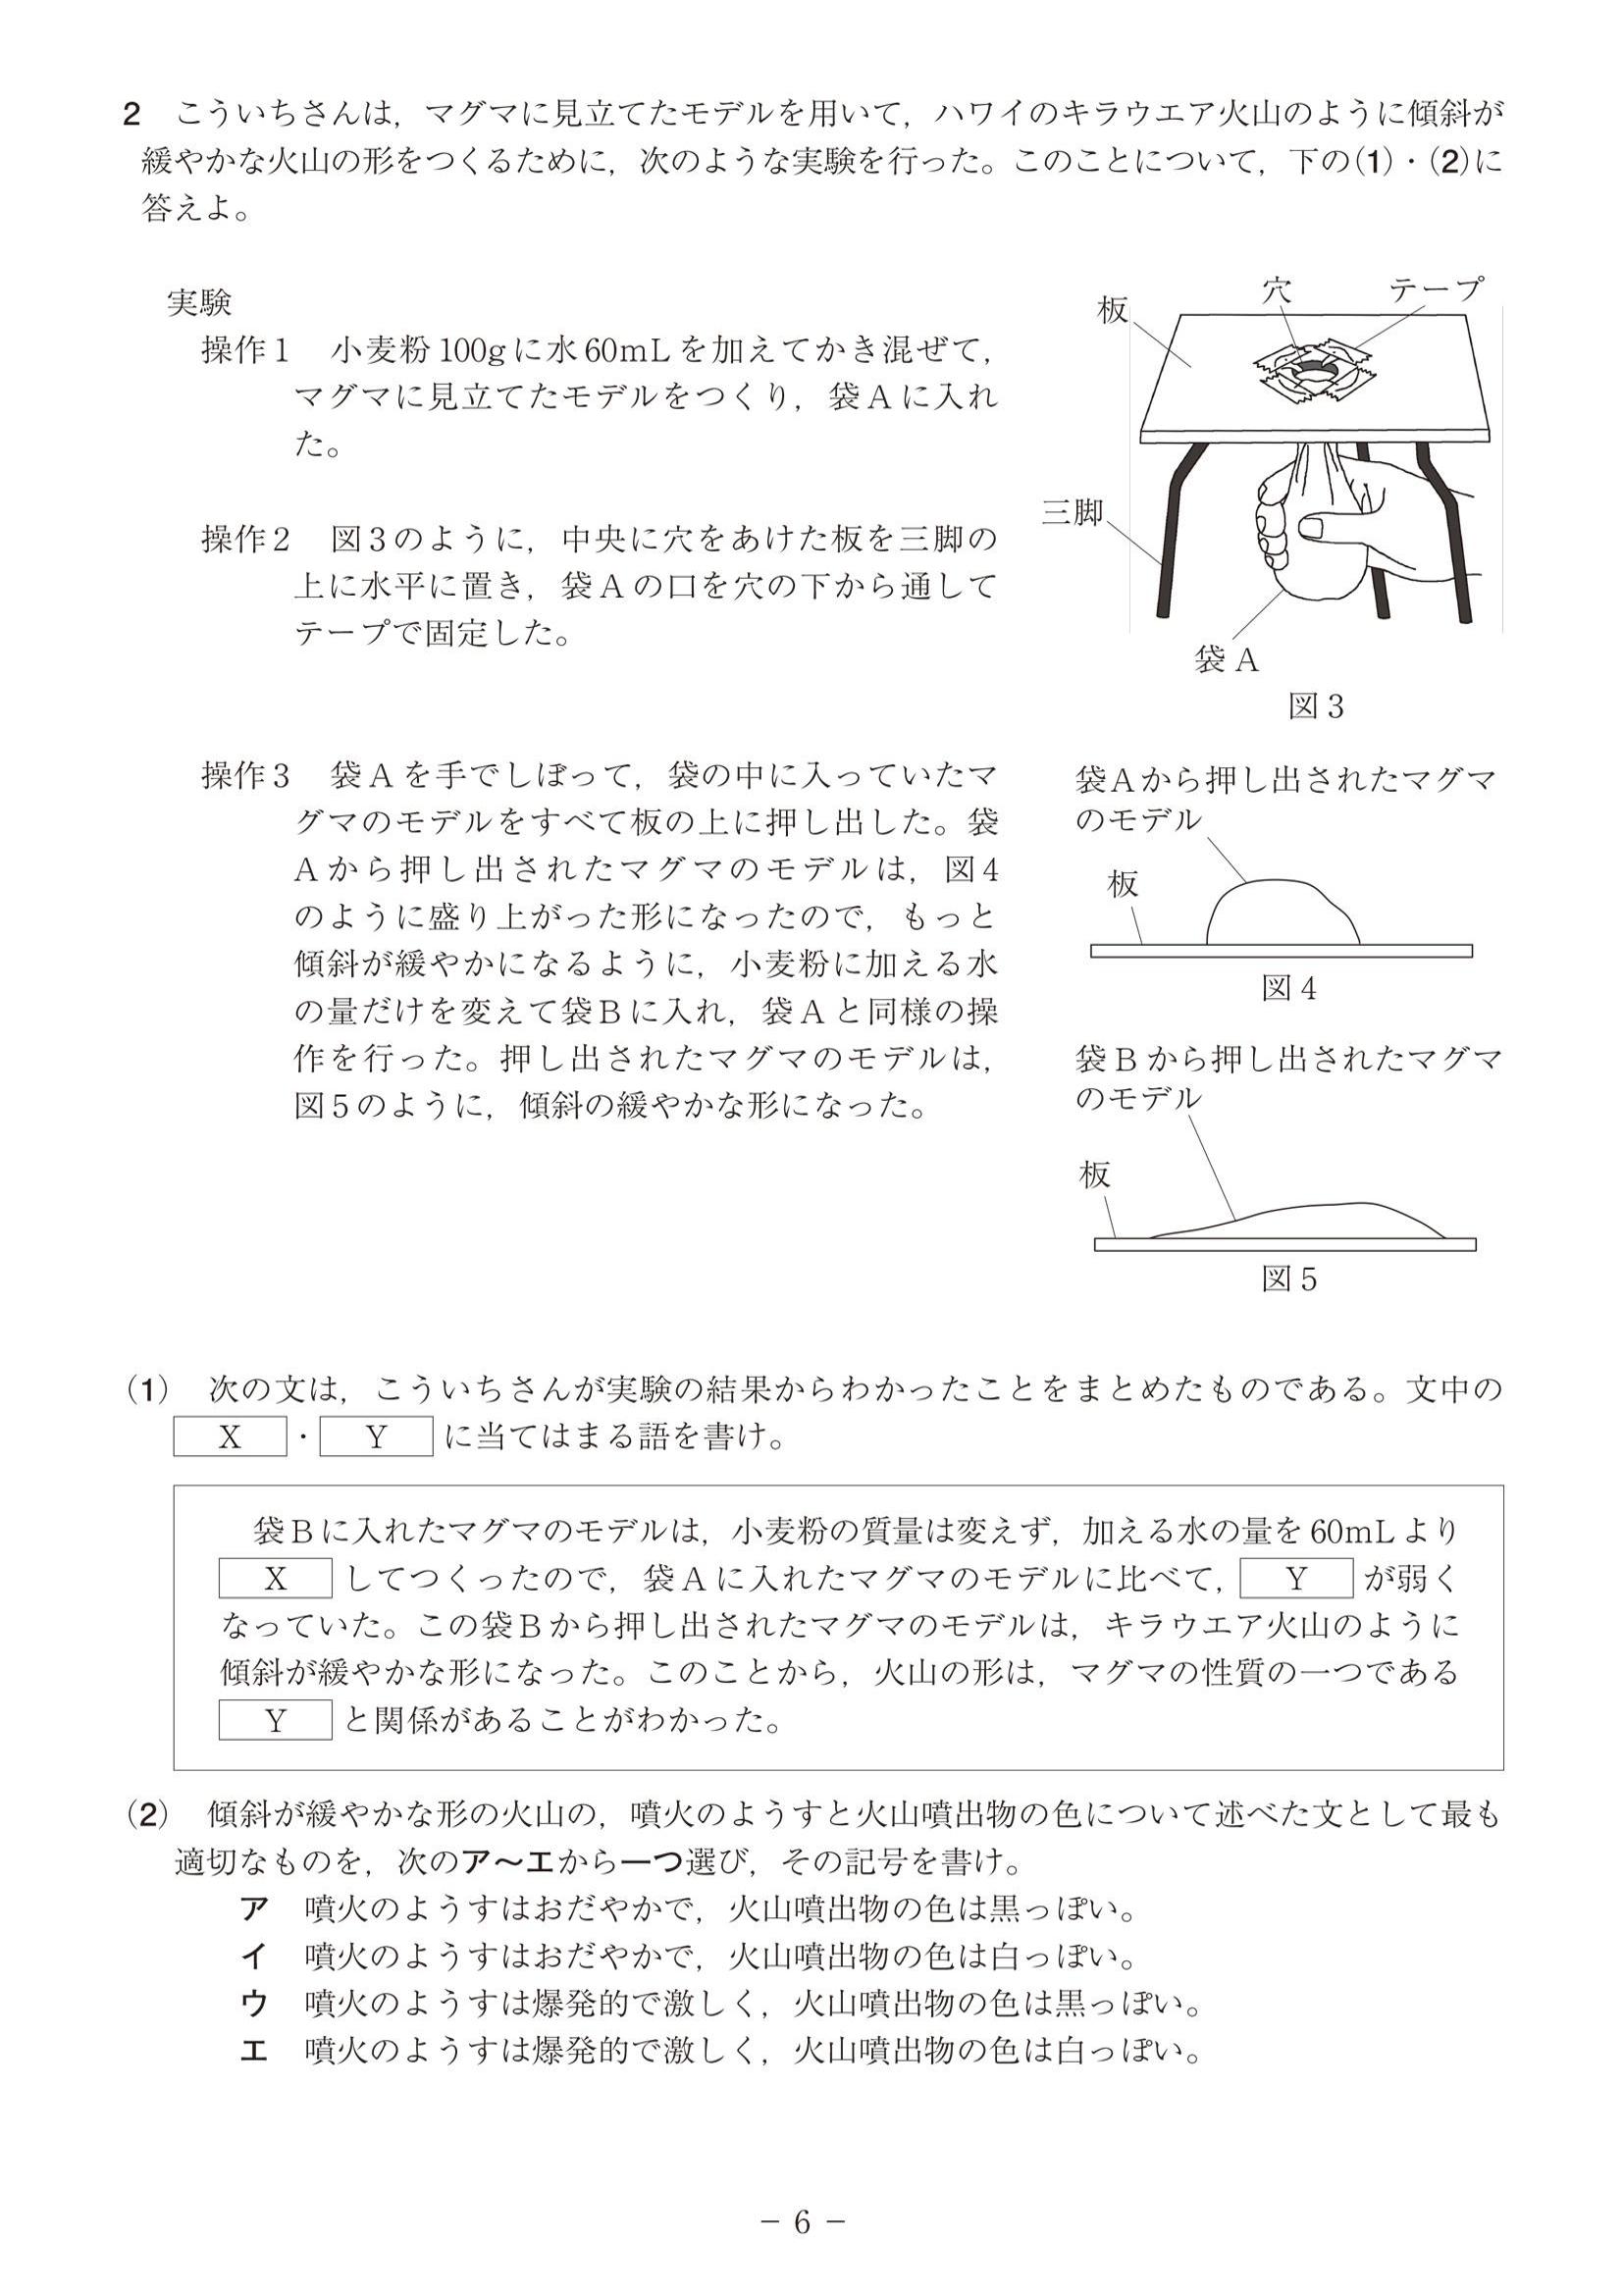 2　こういちさんは，マグマに見立てたモデルを用いて，ハワイのキラウエア火山のように傾斜が
緩やかな火山の形をつくるために，次のような実験を行った。このことについて，下の(1)・(2)に
答えよ。
実験
操作1　小麦粉100gに水60mLを加えてかき混ぜて，
マグマに見立てたモデルをつくり，袋Aに入れ
た。
操作2　図3のように，中央に穴をあけた板を三脚の
上に水平に置き，袋Aの口を穴の下から通して
テープで固定した。
板
穴
テープ
三脚
袋A
図3
操作3　袋Aを手でしぼって，袋の中に入っていたマ
グマのモデルをすべて板の上に押し出した。袋
Aから押し出されたマグマのモデルは，図4
のように盛り上がった形になったので，もっと
傾斜が緩やかになるように，小麦粉に加える水
の量だけを変えて袋Bに入れ，袋Aと同様の操
作を行った。押し出されたマグマのモデルは，
図5のように，傾斜の緩やかな形になった。
袋Aから押し出されたマグマ
のモデル
板
図4
袋Bから押し出されたマグマ
のモデル
板
図5
(1)　次の文は，こういちさんが実験の結果からわかったことをまとめたものである。文中の
X・Yに当てはまる語を書け。
袋Bに入れたマグマのモデルは，小麦粉の質量は変えず，加える水の量を60mLより
Xしてつくったので，袋Aに入れたマグマのモデルに比べて，Yが弱く
なっていた。この袋Bから押し出されたマグマのモデルは，キラウエア火山のように
傾斜が緩やかな形になった。このことから，火山の形は，マグマの性質の一つである
Yと関係があることがわかった。
(2)　傾斜が緩やかな形の火山の，噴火のようすと火山噴出物の色について述べた文として最も
適切なものを，次のア～エから一つ選び，その記号を書け。
ア　噴火のようすはおだやかで，火山噴出物の色は黒っぽい。
イ　噴火のようすはおだやかで，火山噴出物の色は白っぽい。
ウ　噴火のようすは爆発的で激しく，火山噴出物の色は黒っぽい。
エ　噴火のようすは爆発的で激しく，火山噴出物の色は白っぽい。
－ 6 －